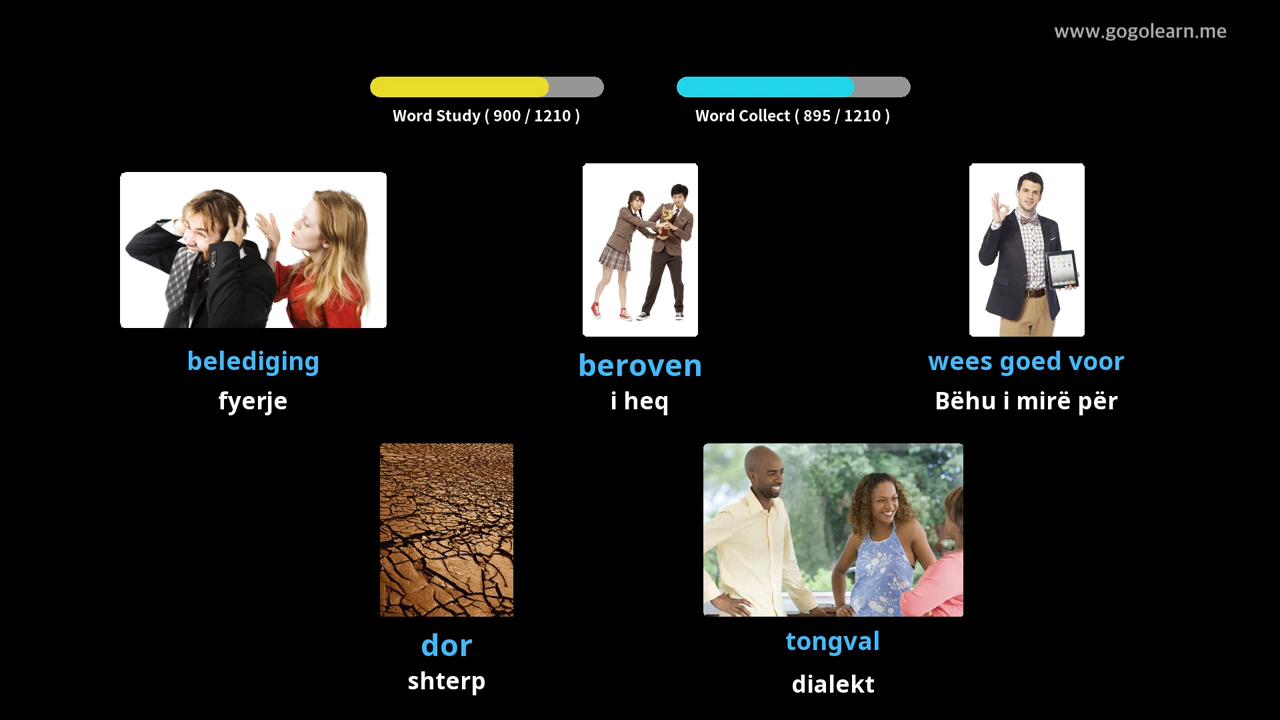 www.gogolearn.me
Word Study ( 900 / 1210 )
Word Collect ( 895 / 1210 )
belediging
fyerje
beroven
i heq
wees goed voor
Bëhu i mirë për
dor
shterp
tongval
dialekt